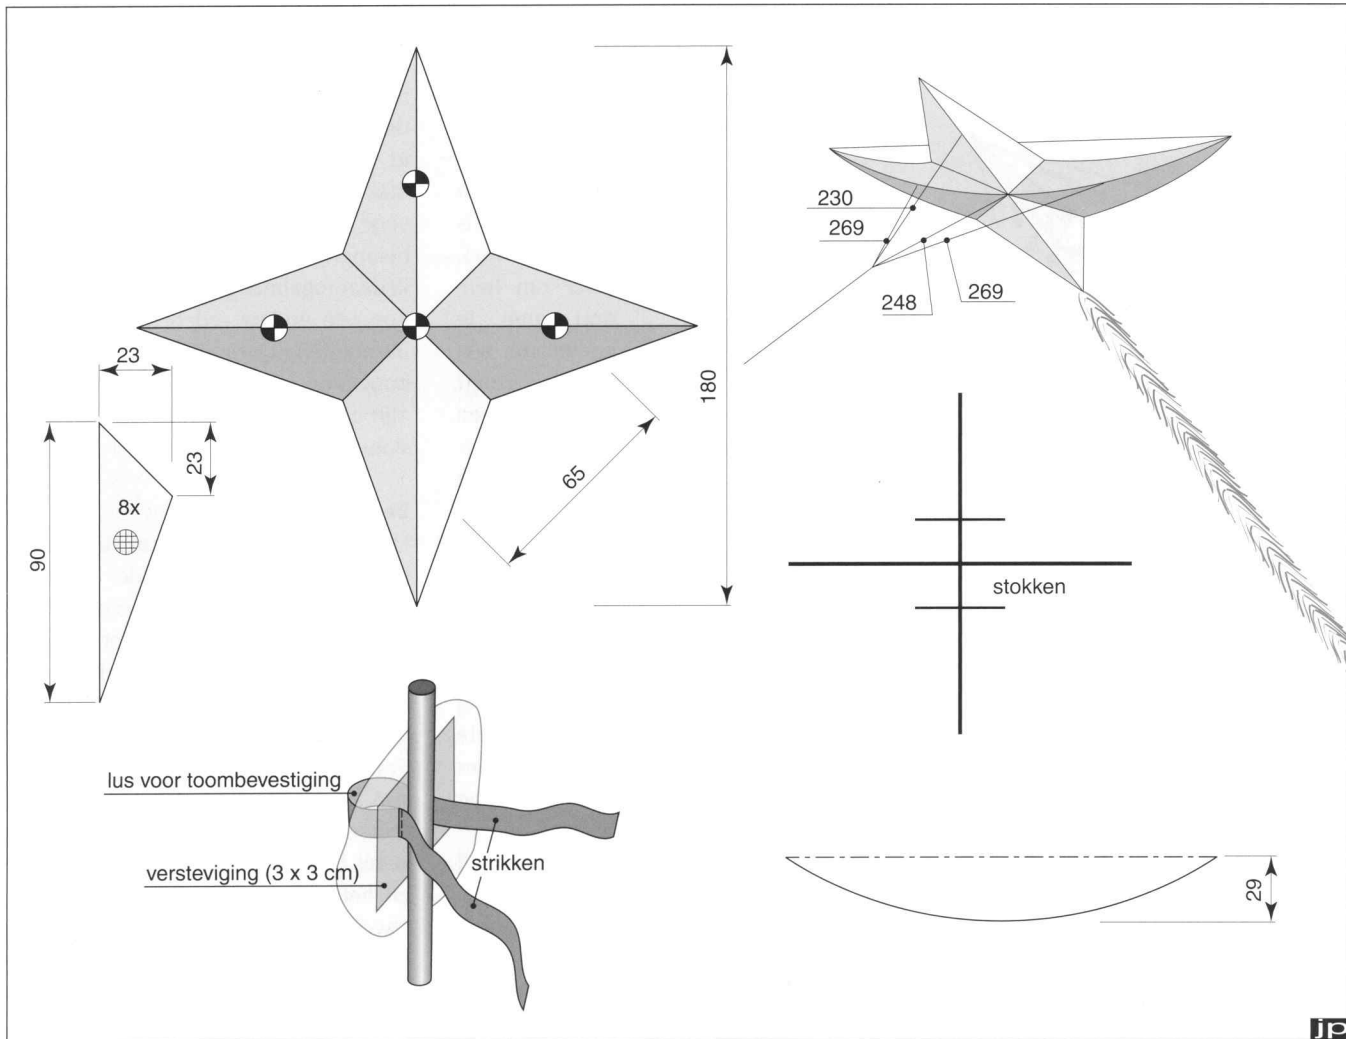 230
269
248
269
180
65
23
23
8x
90
stokken
lus voor toombevestiging
versteviging (3 x 3 cm)
strikken
29
jp